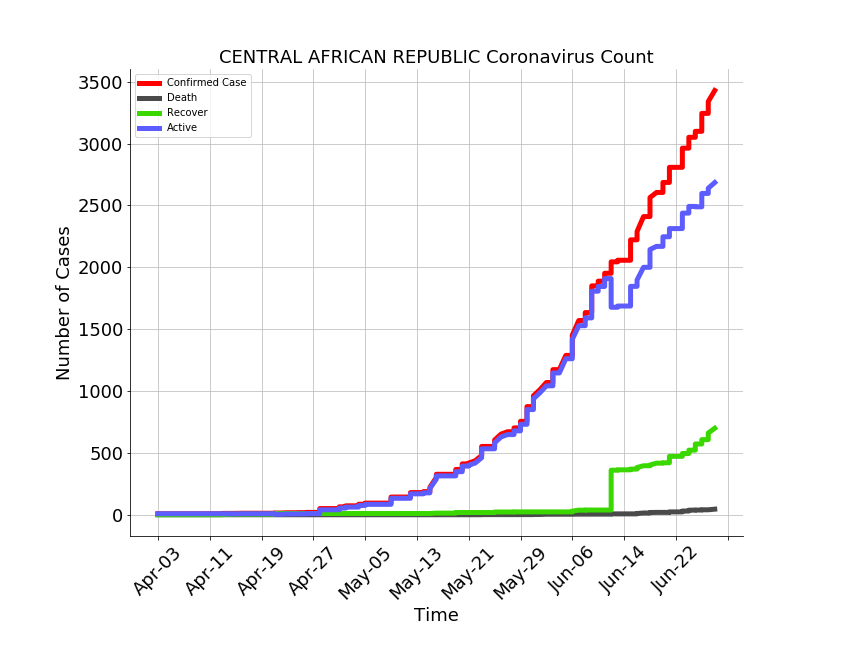 CENTRAL AFRICAN REPUBLIC Coronavirus Count
Confirmed Case
Death
Recover
Active
3500
3000
2500
2000
1500
1000
500
0
Number of Cases
Apr-03
Apr-11
Apr-19
Apr-27
May-05
May-13
May-21
May-29
Jun-06
Jun-14
Jun-22
Time